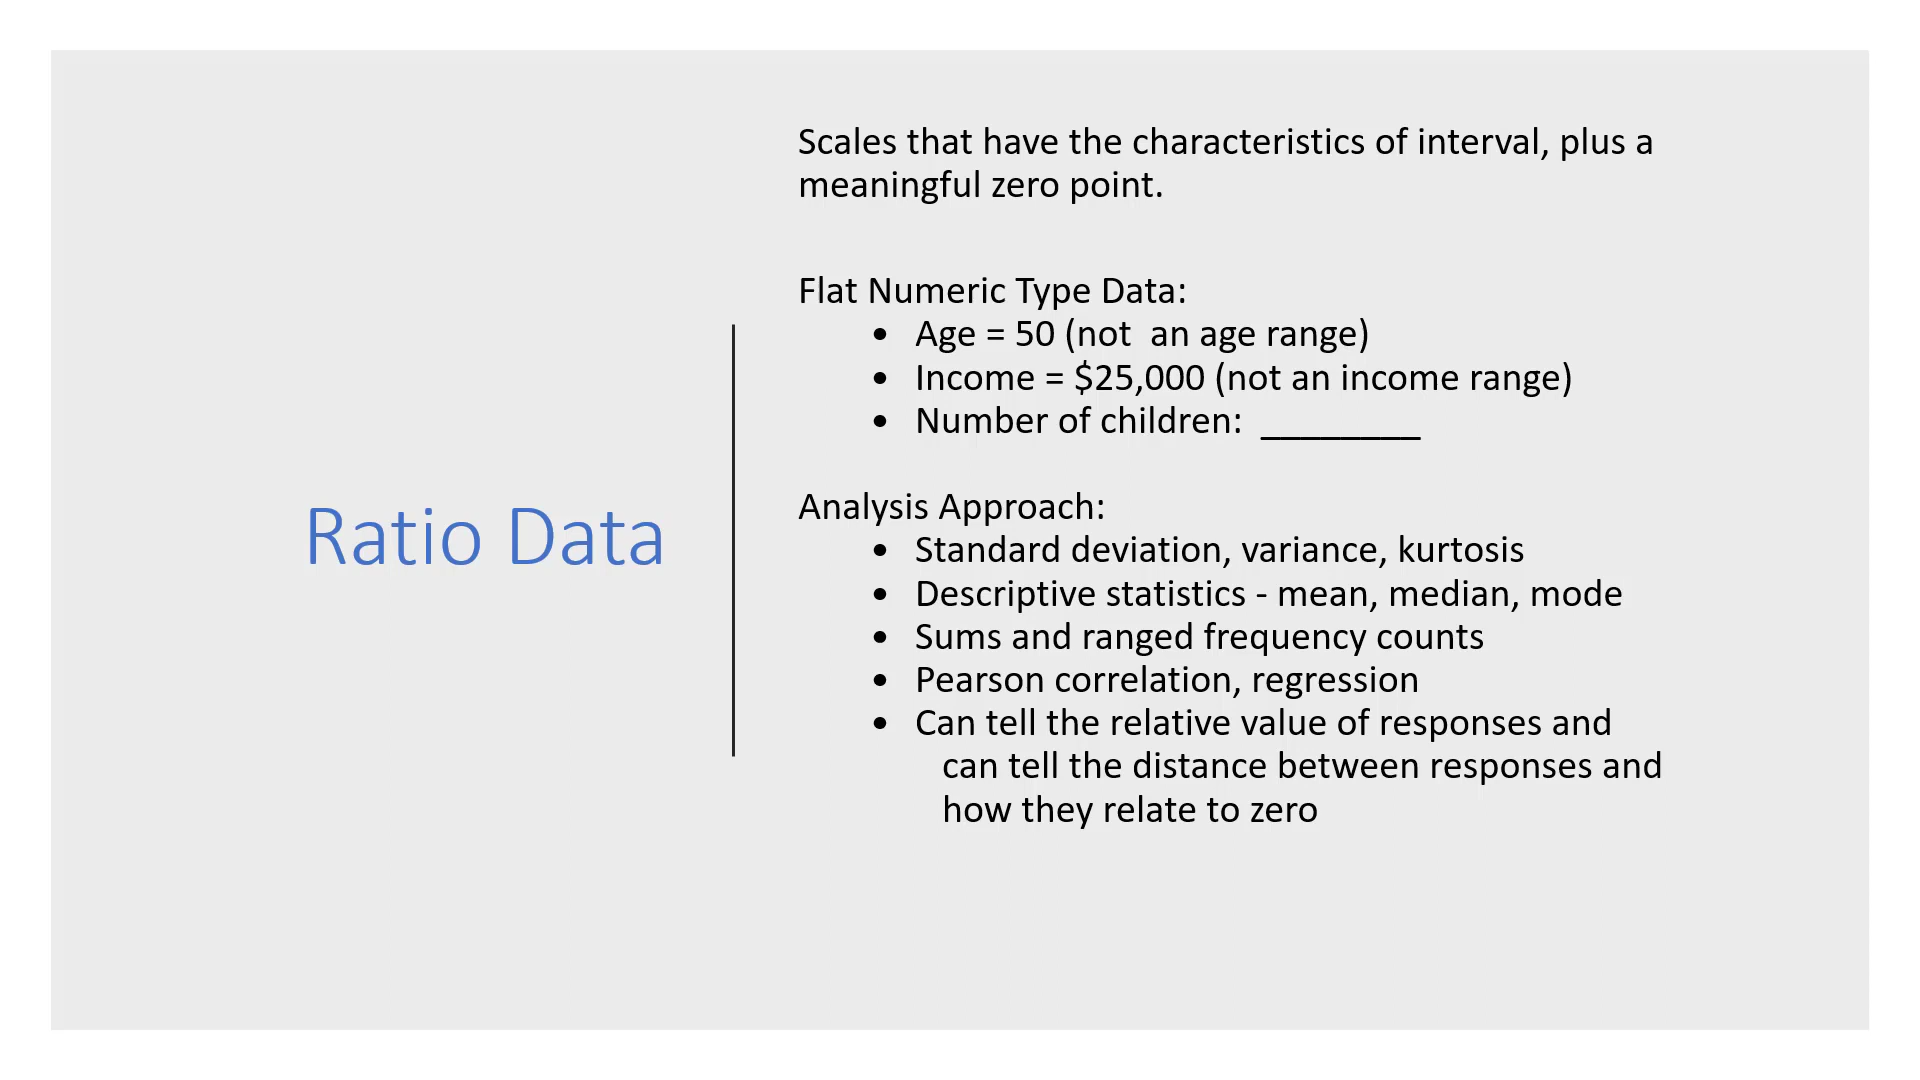 Ratio Data
Scales that have the characteristics of interval, plus a
meaningful zero point.
Flat Numeric Type Data:
• Age = 50 (not  an age range)
• Income = $25,000 (not an income range)
• Number of children:  ________
Analysis Approach:
• Standard deviation, variance, kurtosis
• Descriptive statistics - mean, median, mode
• Sums and ranged frequency counts
• Pearson correlation, regression
• Can tell the relative value of responses and
can tell the distance between responses and
how they relate to zero